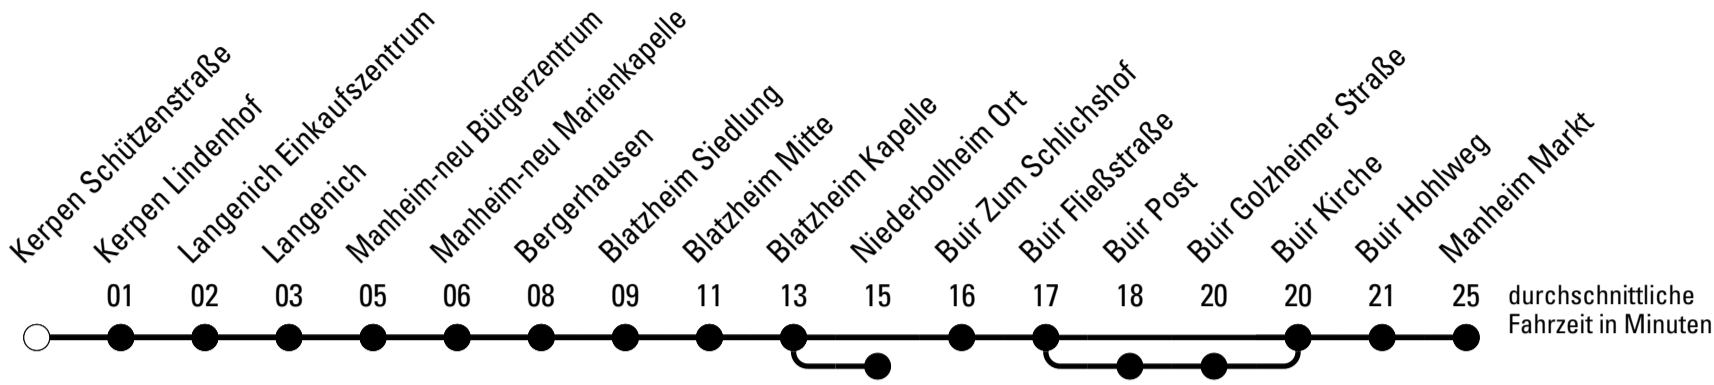 Kerpen Schützenstraße
Kerpen Lindenhof
Langenich Einkaufszentrum
Langenich
Manheim-neu Bürgerzentrum
Manheim-neu Marienkapelle
Bergerhausen
Blatzheim Siedlung
Blatzheim Mitte
Blatzheim Kapelle
Niederbolheim Ort
Buir Zum Schlichshof
Buir Fließstraße
Buir Post
Buir Golzheimer Straße
Buir Kirche
Buir Hohlweg
Manheim Markt
01 02 03 05 06 08 09 11 13 15 16 17 18 20 20 21 25 durchschnittliche
Fahrzeit in Minuten